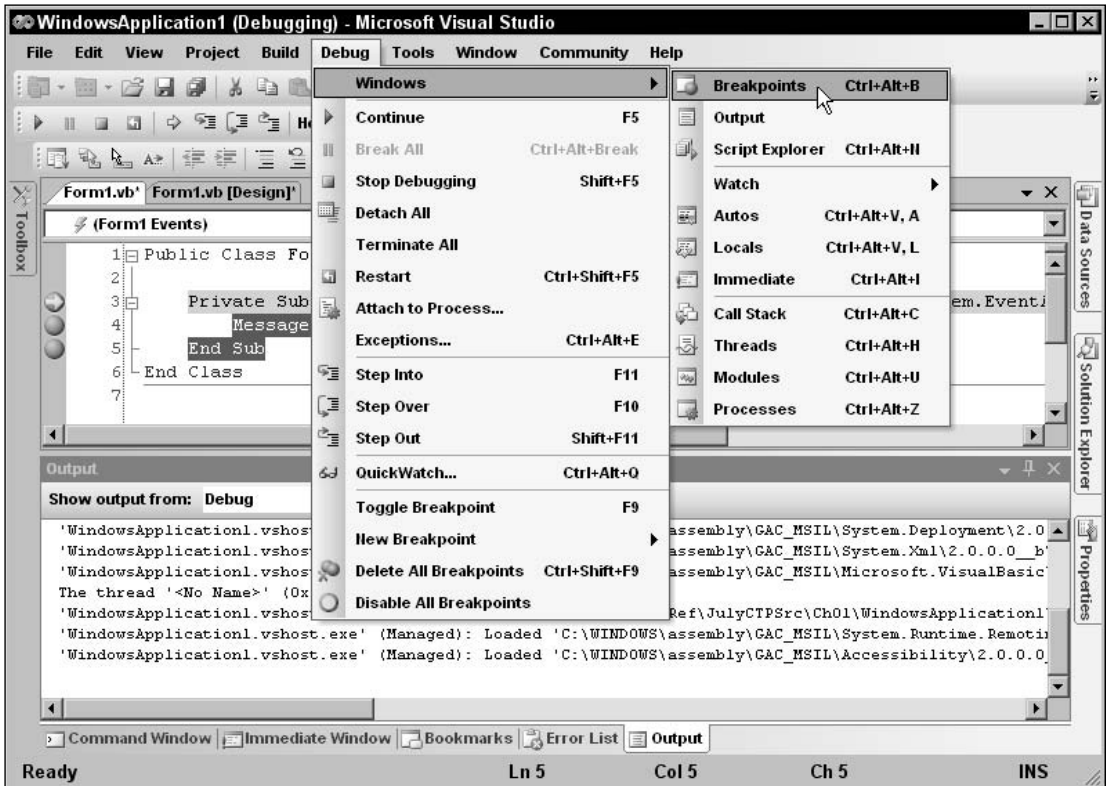 WindowsApplication1 (Debugging) - Microsoft Visual Studio
File Edit View Project Build Debug Tools Window Community Help
Windows
Continue F5
Break All Ctrl+Alt+Break
Stop Debugging Shift+F5
Detach All
Terminate All
Restart Ctrl+Shift+F5
Attach to Process...
Exceptions... Ctrl+Alt+E
Step Into F11
Step Over F10
Step Out Shift+F11
QuickWatch... Ctrl+Alt+Q
Toggle Breakpoint F9
New Breakpoint
Delete All Breakpoints Ctrl+Shift+F9
Disable All Breakpoints
Breakpoints Ctrl+Alt+B
Output
Script Explorer Ctrl+Alt+N
Watch
Autos Ctrl+Alt+V, A
Locals Ctrl+Alt+V, L
Immediate Ctrl+Alt+I
Call Stack Ctrl+Alt+C
Threads Ctrl+Alt+H
Modules Ctrl+Alt+U
Processes Ctrl+Alt+Z
Toolbox
Form1.vb* Form1.vb [Design]*
(Form1 Events)
1 Public Class Fo
2
3 Private Sub em.Event
4 Message
5 End Sub
6 End Class
7
Data Sources
Solution Explorer
Properties
Output
Show output from: Debug
'WindowsApplication1.vshost assembly\GAC_MSIL\System.Deployment\2.0
'WindowsApplication1.vshost assembly\GAC_MSIL\System.Xml\2.0.0.0__b
'WindowsApplication1.vshost assembly\GAC_MSIL\Microsoft.VisualBasic
The thread '<No Name>' (0x
'WindowsApplication1.vshost Ref\JulyCTPSrc\Ch01\WindowsApplication1
'WindowsApplication1.vshost.exe' (Managed): Loaded 'C:\WINDOWS\assembly\GAC_MSIL\System.Runtime.Remoti
'WindowsApplication1.vshost.exe' (Managed): Loaded 'C:\WINDOWS\assembly\GAC_MSIL\Accessibility\2.0.0.0_
Command Window Immediate Window Bookmarks Error List Output
Ready Ln 5 Col 5 Ch 5 INS